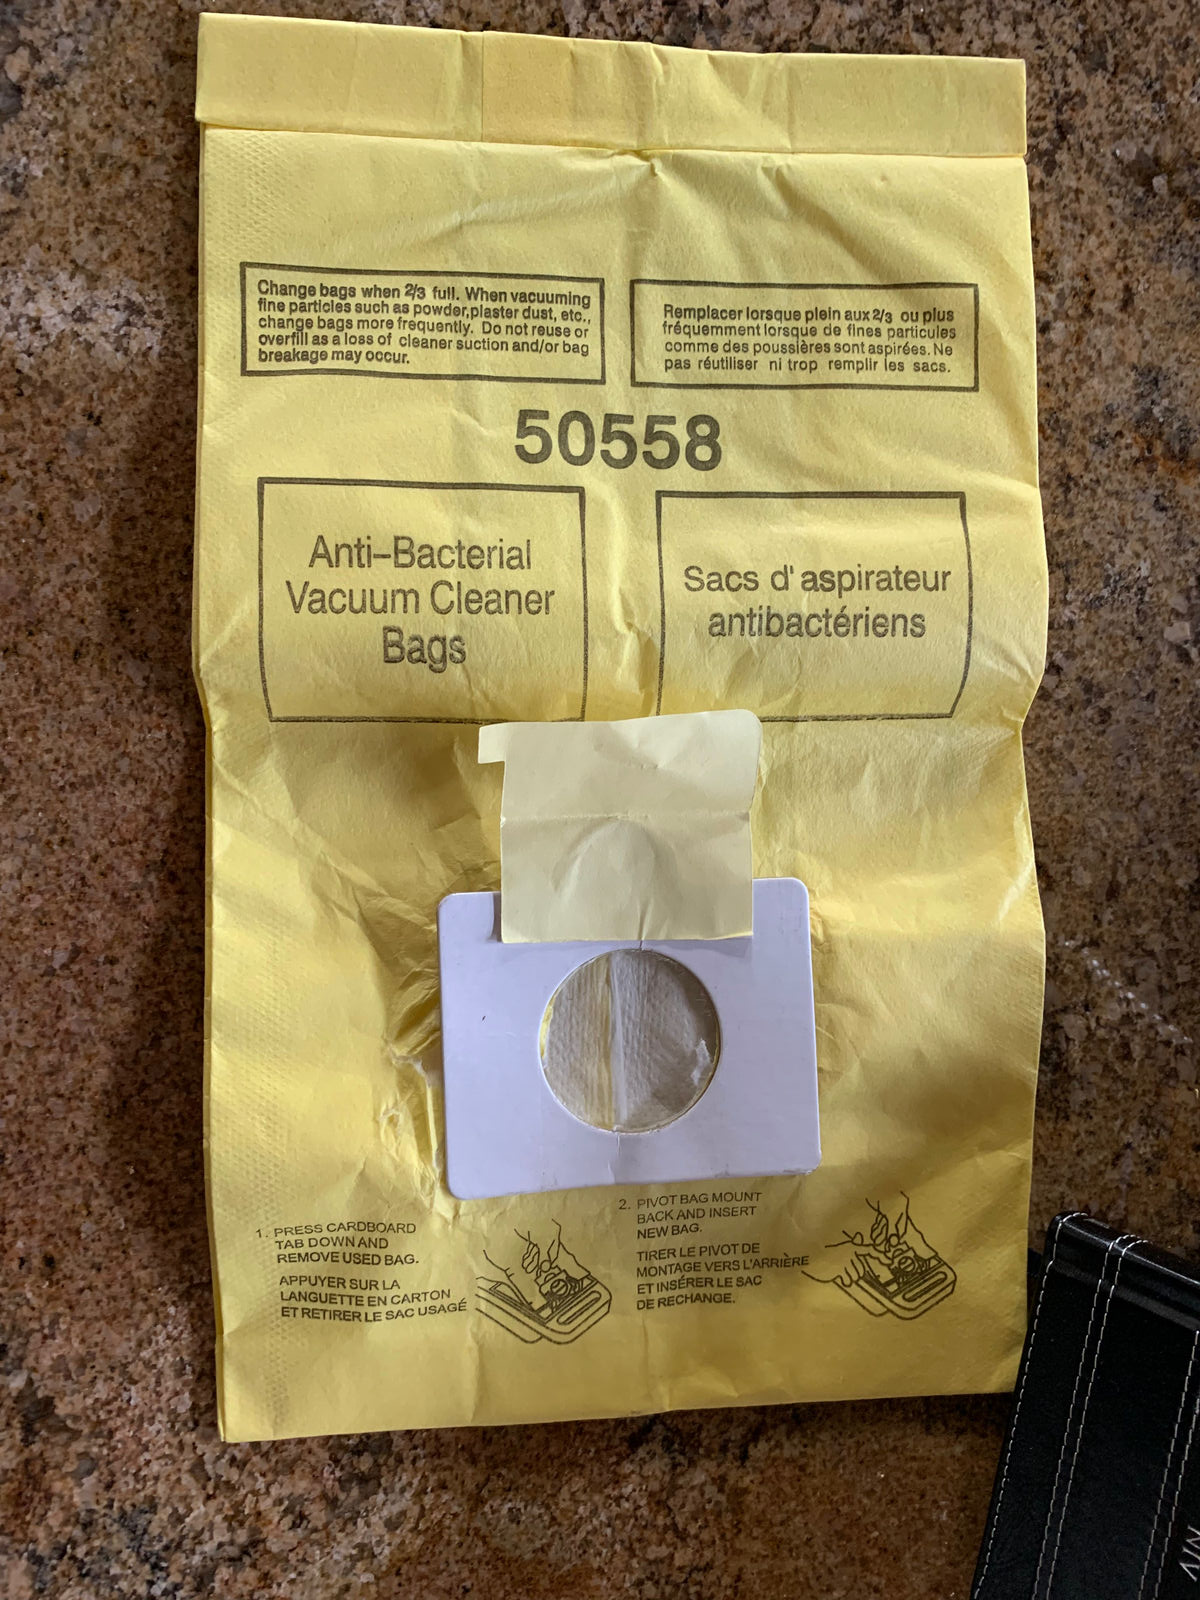 Change bags when 2/3 full. When vacuuming
fine particles such as powder,plaster dust, etc.,
change bags more frequently. Do not reuse or
overfill as a loss of cleaner suction and/or bag
breakage may occur.
Remplacer lorsque plein aux 2/3 ou plus
fréquemment lorsque de fines particules
comme des poussières sont aspirées. Ne
pas réutiliser ni trop remplir les sacs.
50558
Anti-Bacterial
Vacuum Cleaner
Bags
Sacs d' aspirateur
antibactériens
1. PRESS CARDBOARD
TAB DOWN AND
REMOVE USED BAG.
APPUYER SUR LA
LANGUETTE EN CARTON
ET RETIRER LE SAC USAGÉ
2. PIVOT BAG MOUNT
BACK AND INSERT
NEW BAG.
TIRER LE PIVOT DE
MONTAGE VERS L'ARRIÈRE
ET INSÉRER LE SAC
DE RECHANGE.